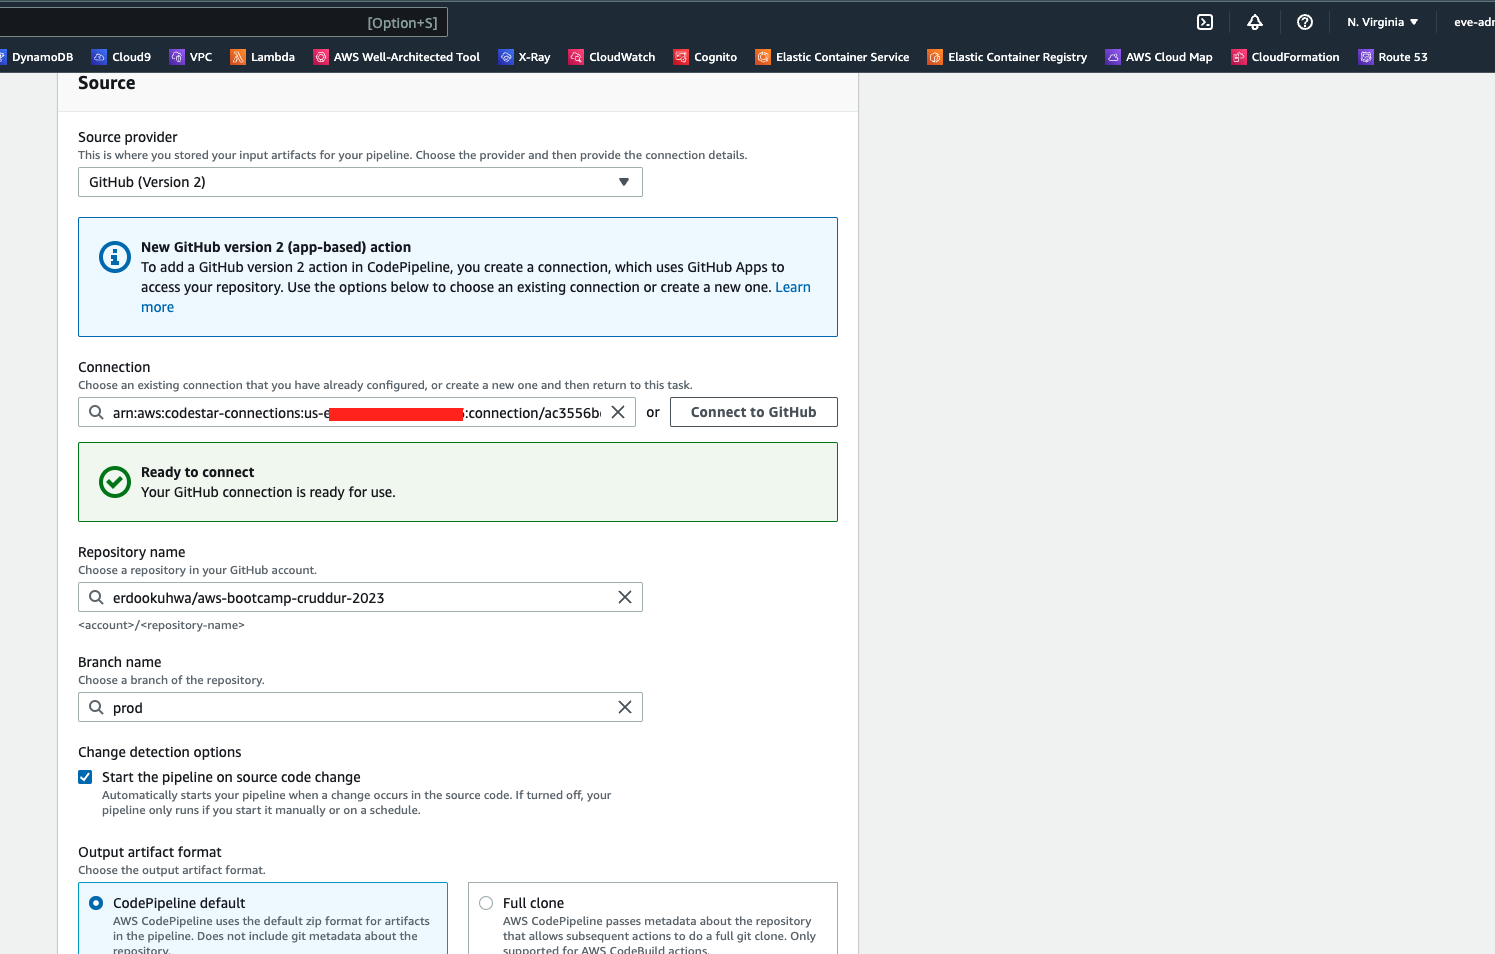 [Option+S]
N. Virginia
eve-adr
DynamoDB Cloud9 VPC Lambda AWS Well-Architected Tool X-Ray CloudWatch Cognito Elastic Container Service Elastic Container Registry AWS Cloud Map CloudFormation Route 53
Source
Source provider
This is where you stored your input artifacts for your pipeline. Choose the provider and then provide the connection details.
GitHub (Version 2)
New GitHub version 2 (app-based) action
To add a GitHub version 2 action in CodePipeline, you create a connection, which uses GitHub Apps to
access your repository. Use the options below to choose an existing connection or create a new one. Learn
more
Connection
Choose an existing connection that you have already configured, or create a new one and then return to this task.
arn:aws:codestar-connections:us-e :connection/ac3556b
or
Connect to GitHub
Ready to connect
Your GitHub connection is ready for use.
Repository name
Choose a repository in your GitHub account.
erdookuhwa/aws-bootcamp-cruddur-2023
<account>/<repository-name>
Branch name
Choose a branch of the repository.
prod
Change detection options
Start the pipeline on source code change
Automatically starts your pipeline when a change occurs in the source code. If turned off, your
pipeline only runs if you start it manually or on a schedule.
Output artifact format
Choose the output artifact format.
CodePipeline default
AWS CodePipeline uses the default zip format for artifacts
in the pipeline. Does not include git metadata about the
repository.
Full clone
AWS CodePipeline passes metadata about the repository
that allows subsequent actions to do a full git clone. Only
supported for AWS CodeBuild actions.